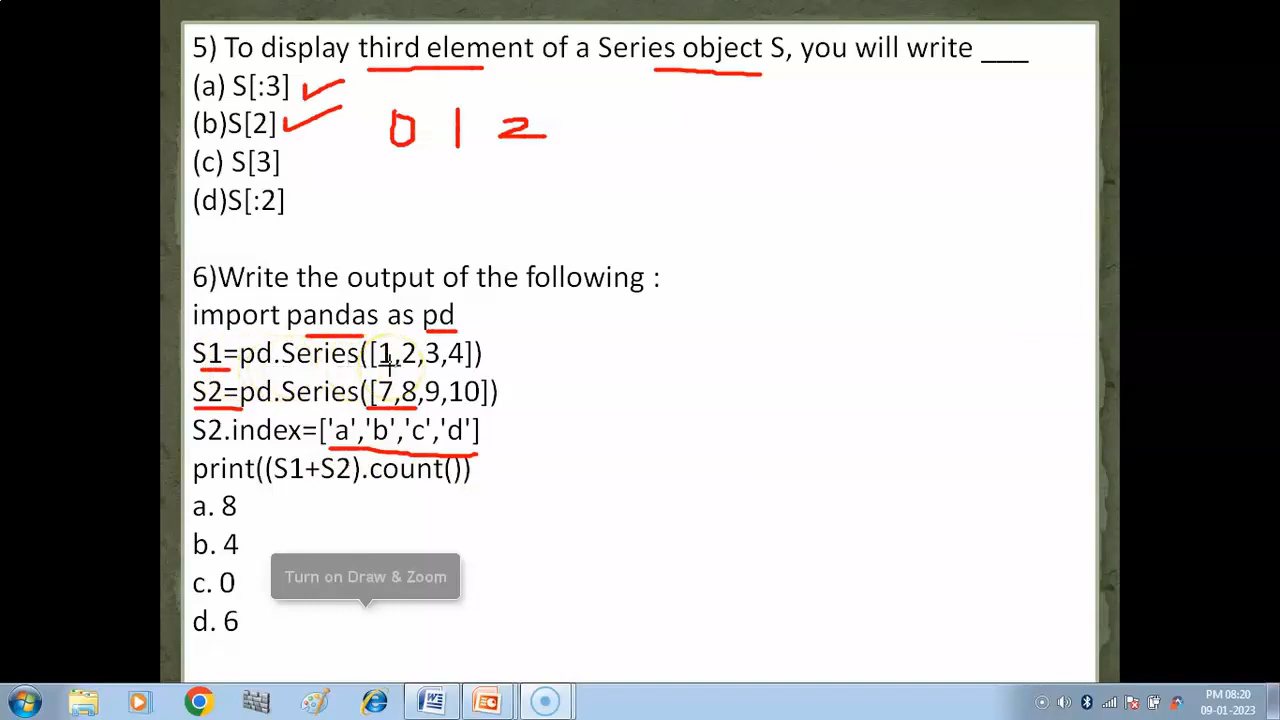 5) To display third element of a Series object S, you will write ___
(a) S[:3]
(b)S[2]
0 1 2
(c) S[3]
(d)S[:2]
6)Write the output of the following :
import pandas as pd
S1=pd.Series([1,2,3,4])
S2=pd.Series([7,8,9,10])
S2.index=['a','b','c','d']
print((S1+S2).count())
a. 8
b. 4
c. 0
d. 6
Turn on Draw & Zoom
PM 08:20
09-01-2023